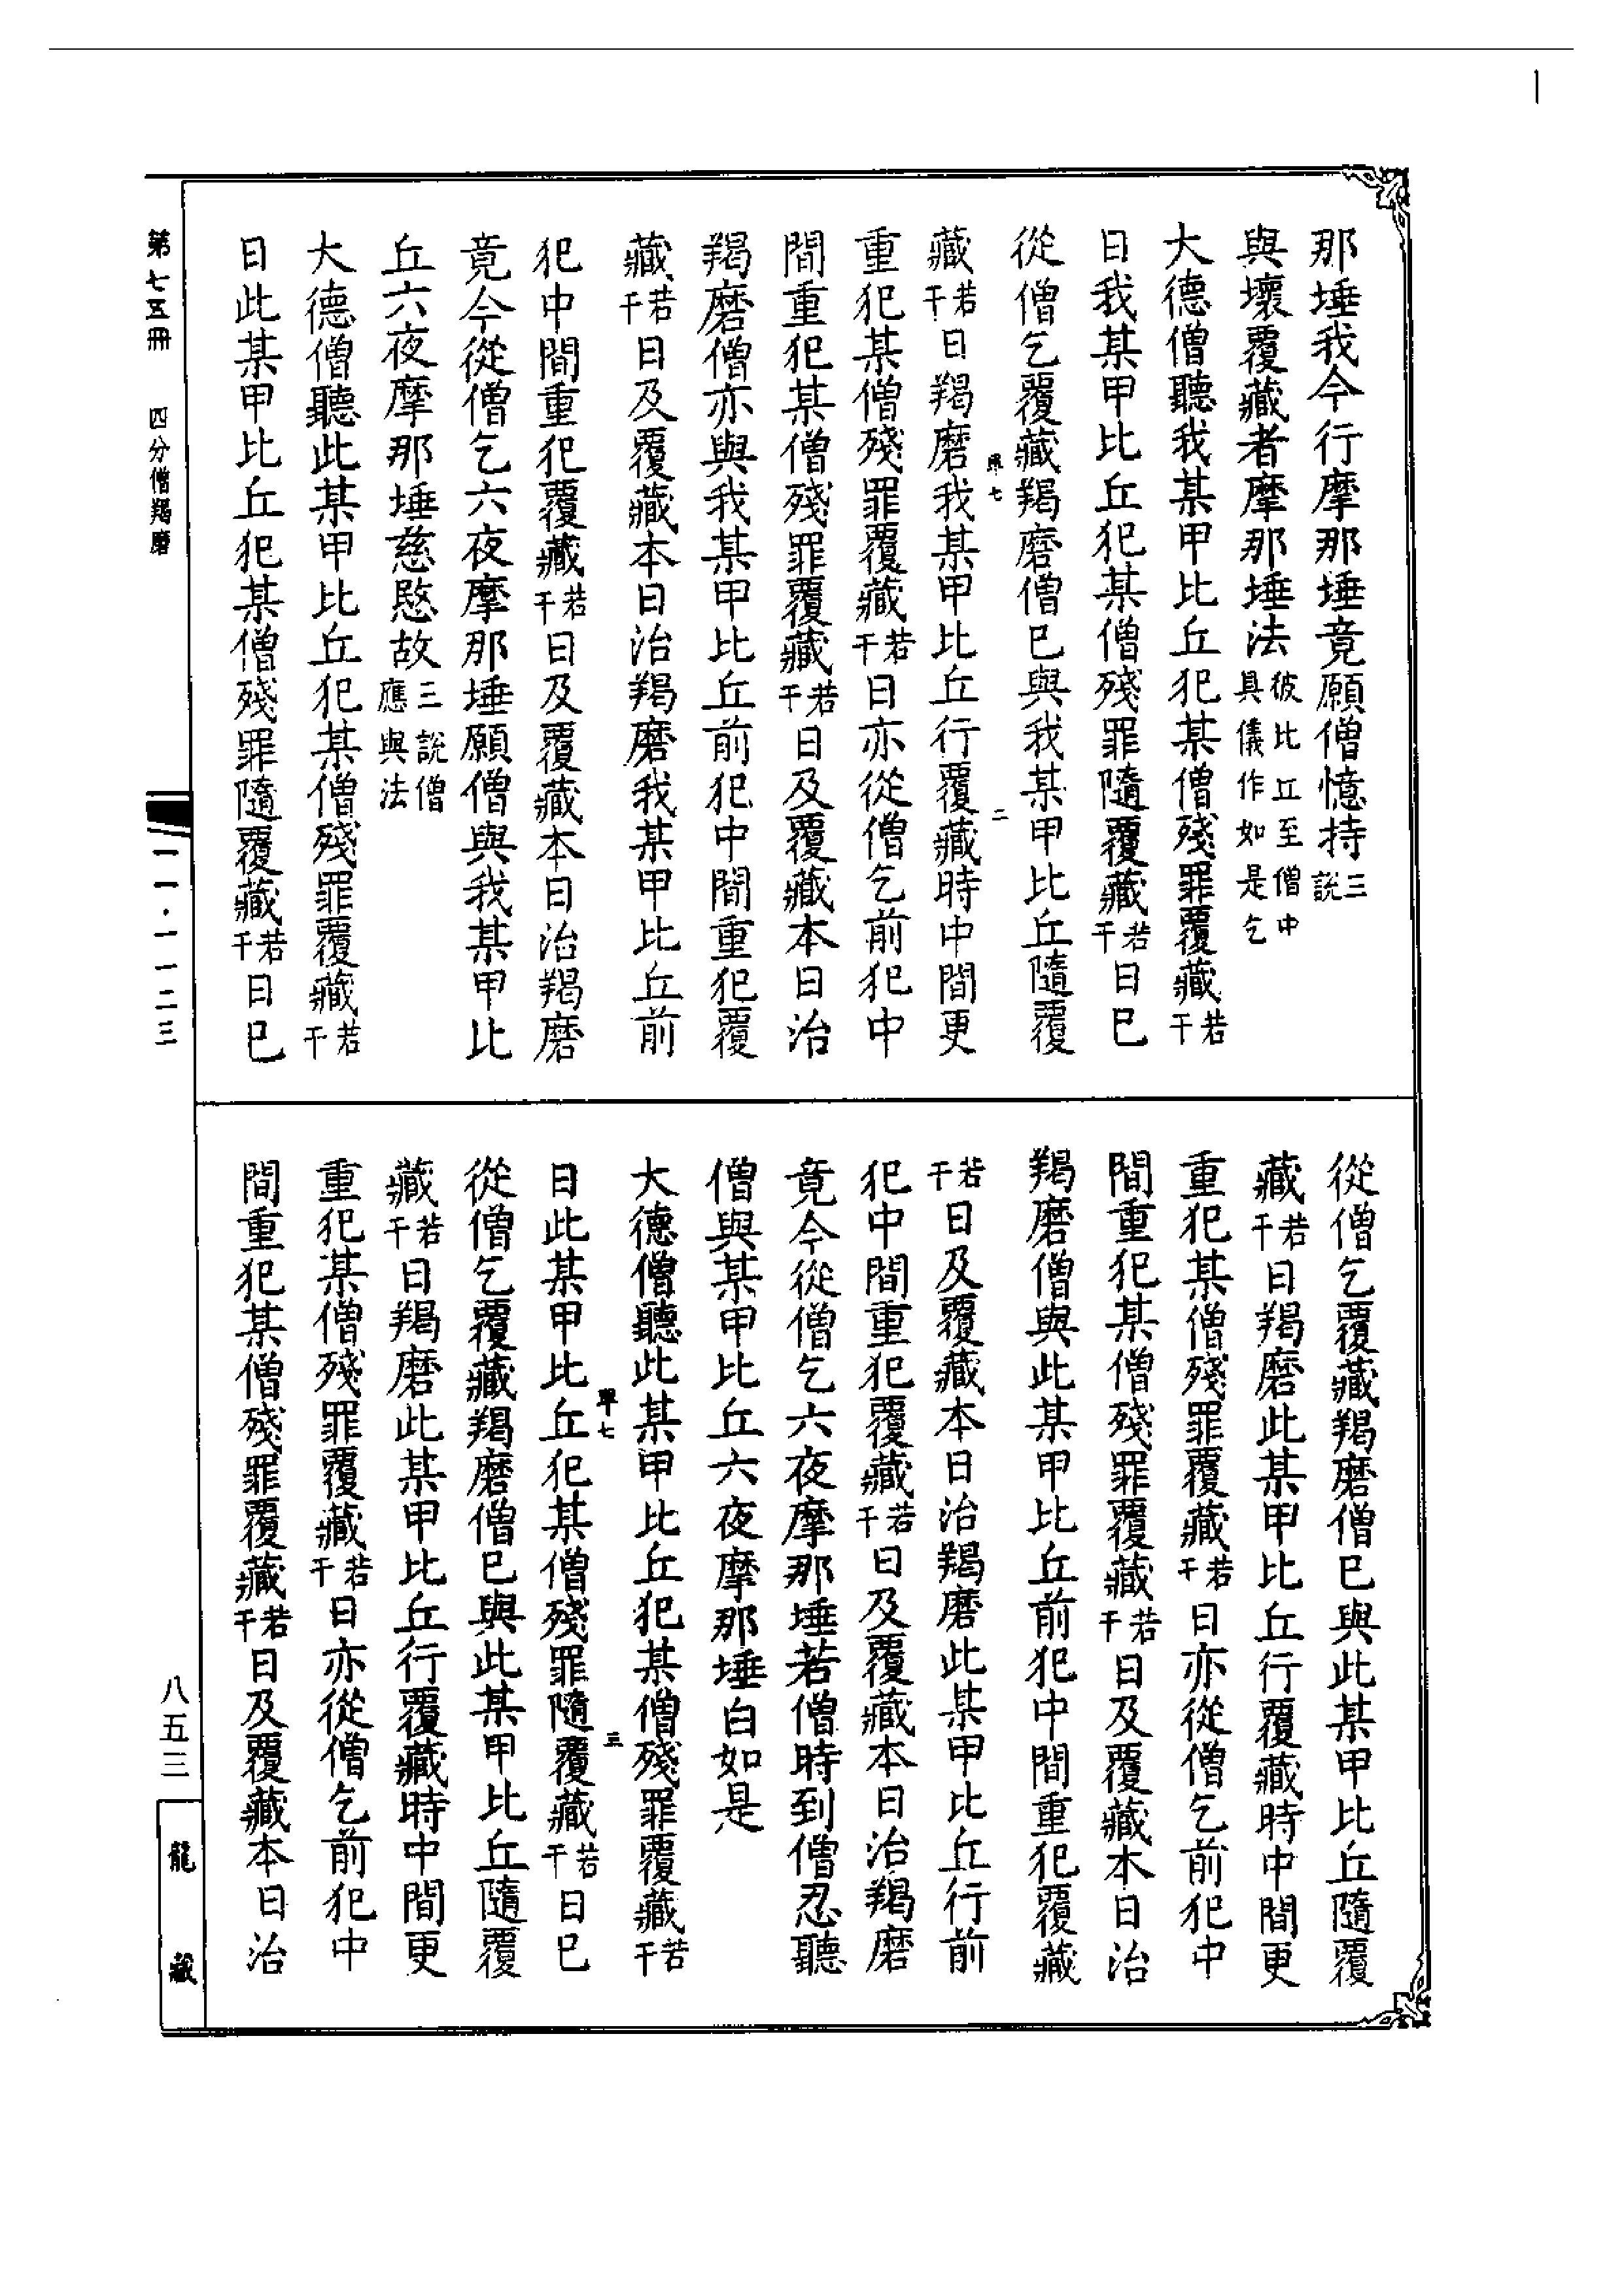 那埵我今行摩那埵竟願僧憶持三說
與壞覆藏者摩那埵法彼比丘至僧中具儀作如是乞
大德僧聽我某甲比丘犯某僧殘罪覆藏若干
日我某甲比丘犯某僧殘罪隨覆藏若干日已
從僧乞覆藏羯磨僧已與我某甲比丘隨覆
單七 二
藏若干日羯磨我某甲比丘行覆藏時中間更
重犯某僧殘罪覆藏若干日亦從僧乞前犯中
間重犯某僧殘罪覆藏若干日及覆藏本日治
羯磨僧亦與我某甲比丘前犯中間重犯覆
藏若干日及覆藏本日治羯磨我某甲比丘前
犯中間重犯覆藏若干日及覆藏本日治羯磨
竟今從僧乞六夜摩那埵願僧與我某甲比
丘六夜摩那埵慈愍故三說僧應與法
大德僧聽此某甲比丘犯某僧殘罪覆藏若干
日此某甲比丘犯某僧殘罪隨覆藏若干日已
從僧乞覆藏羯磨僧已與此某甲比丘隨覆
藏若干日羯磨此某甲比丘行覆藏時中間更
重犯某僧殘罪覆藏若干日亦從僧乞前犯中
間重犯某僧殘罪覆藏若干日及覆藏本日治
羯磨僧與此某甲比丘前犯中間重犯覆藏
若干日及覆藏本日治羯磨此某甲比丘行前
犯中間重犯覆藏若干日及覆藏本日治羯磨
竟今從僧乞六夜摩那埵若僧時到僧忍聽
僧與某甲比丘六夜摩那埵白如是
大德僧聽此某甲比丘犯某僧殘罪覆藏若干
單七 三
日此某甲比丘犯某僧殘罪隨覆藏若干日已
從僧乞覆藏羯磨僧已與此某甲比丘隨覆
藏若干日羯磨此某甲比丘行覆藏時中間更
重犯某僧殘罪覆藏若干日亦從僧乞前犯中
間重犯某僧殘罪覆藏若干日及覆藏本日治
第七五冊 四分僧羯磨 一一·一一二三 八五三 龍藏